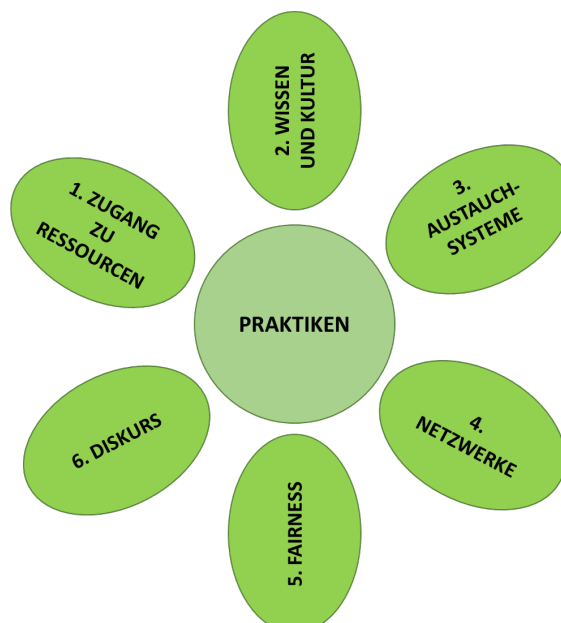 1. ZUGANG
ZU
RESSOURCEN
2. WISSEN
UND KULTUR
3.
AUSTAUCH-
SYSTEME
4.
NETZWERKE
5. FAIRNESS
6. DISKURS
PRAKTIKEN